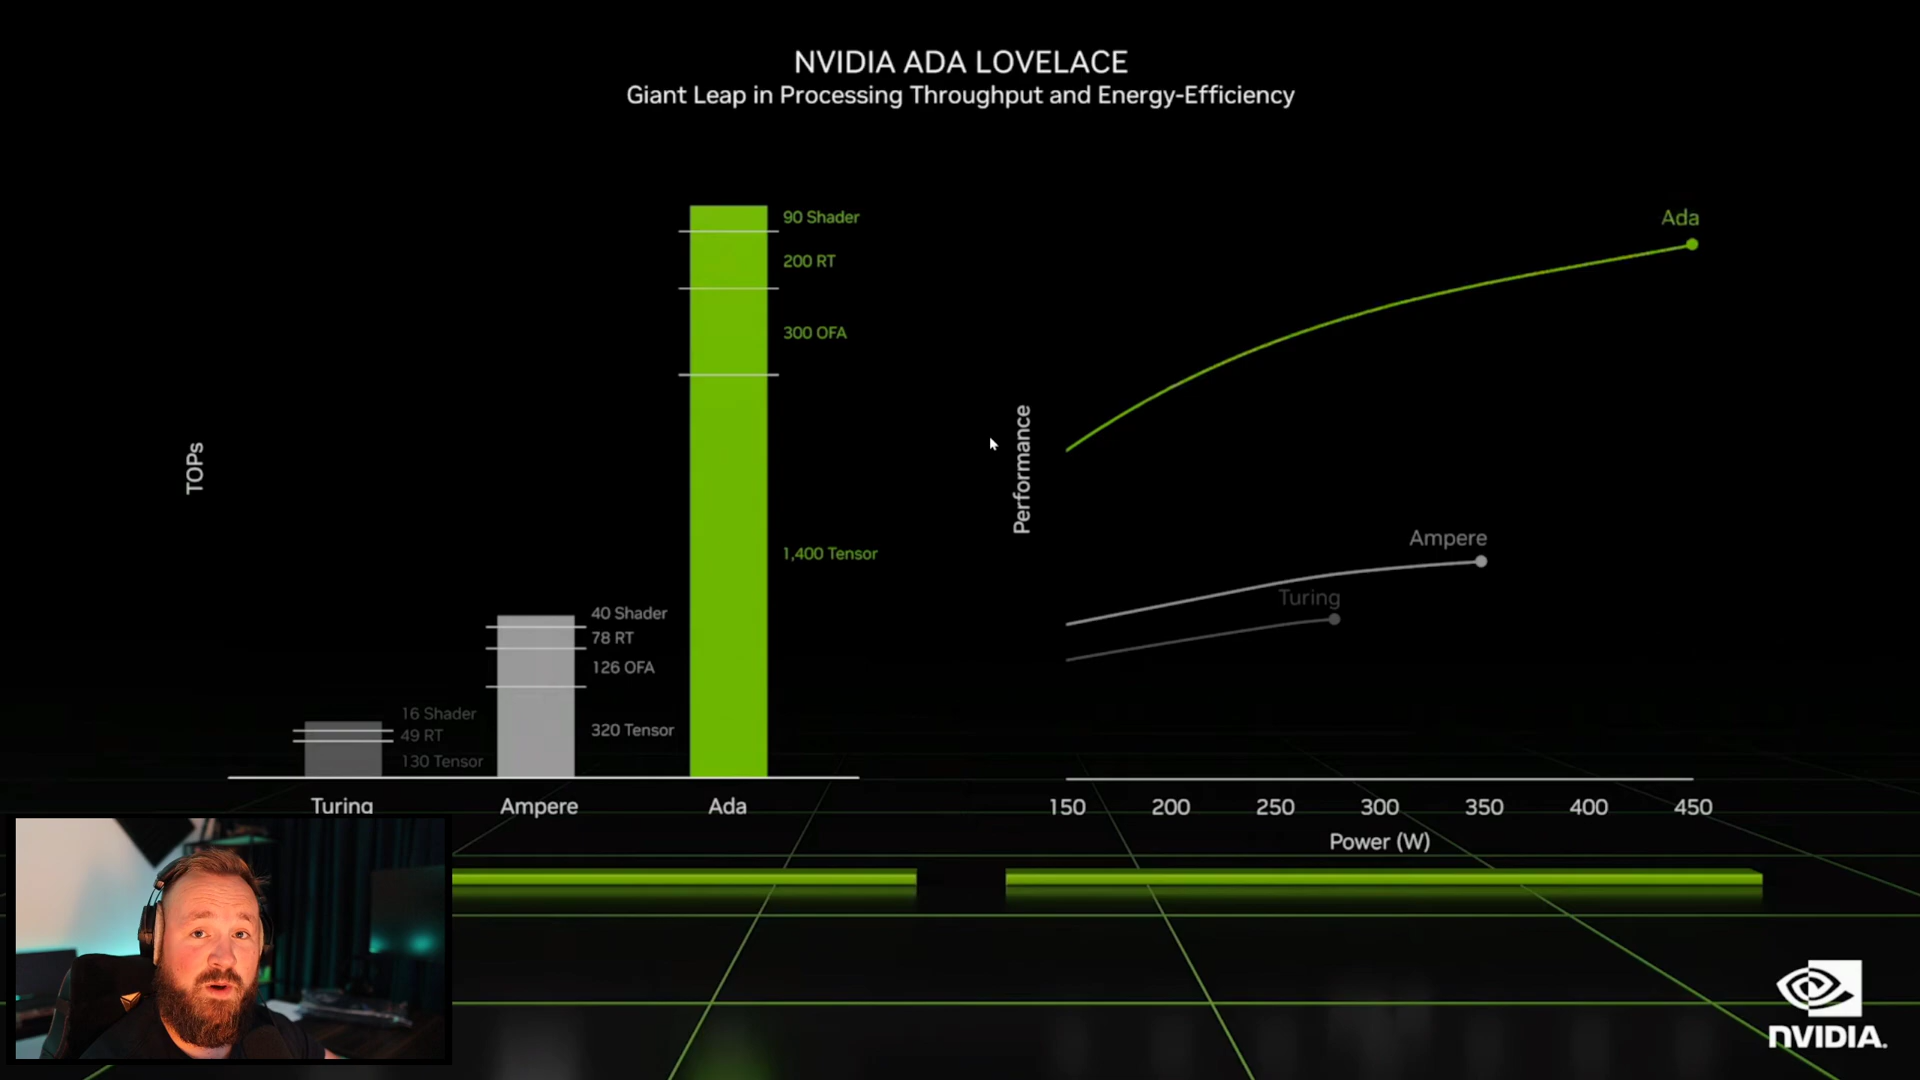 NVIDIA ADA LOVELACE
Giant Leap in Processing Throughput and Energy-Efficiency
TOPs
90 Shader
200 RT
300 OFA
1,400 Tensor
40 Shader
78 RT
126 OFA
320 Tensor
16 Shader
49 RT
130 Tensor
Turing
Ampere
Ada
Performance
Ada
Ampere
Turing
150 200 250 300 350 400 450
Power (W)
NVIDIA.